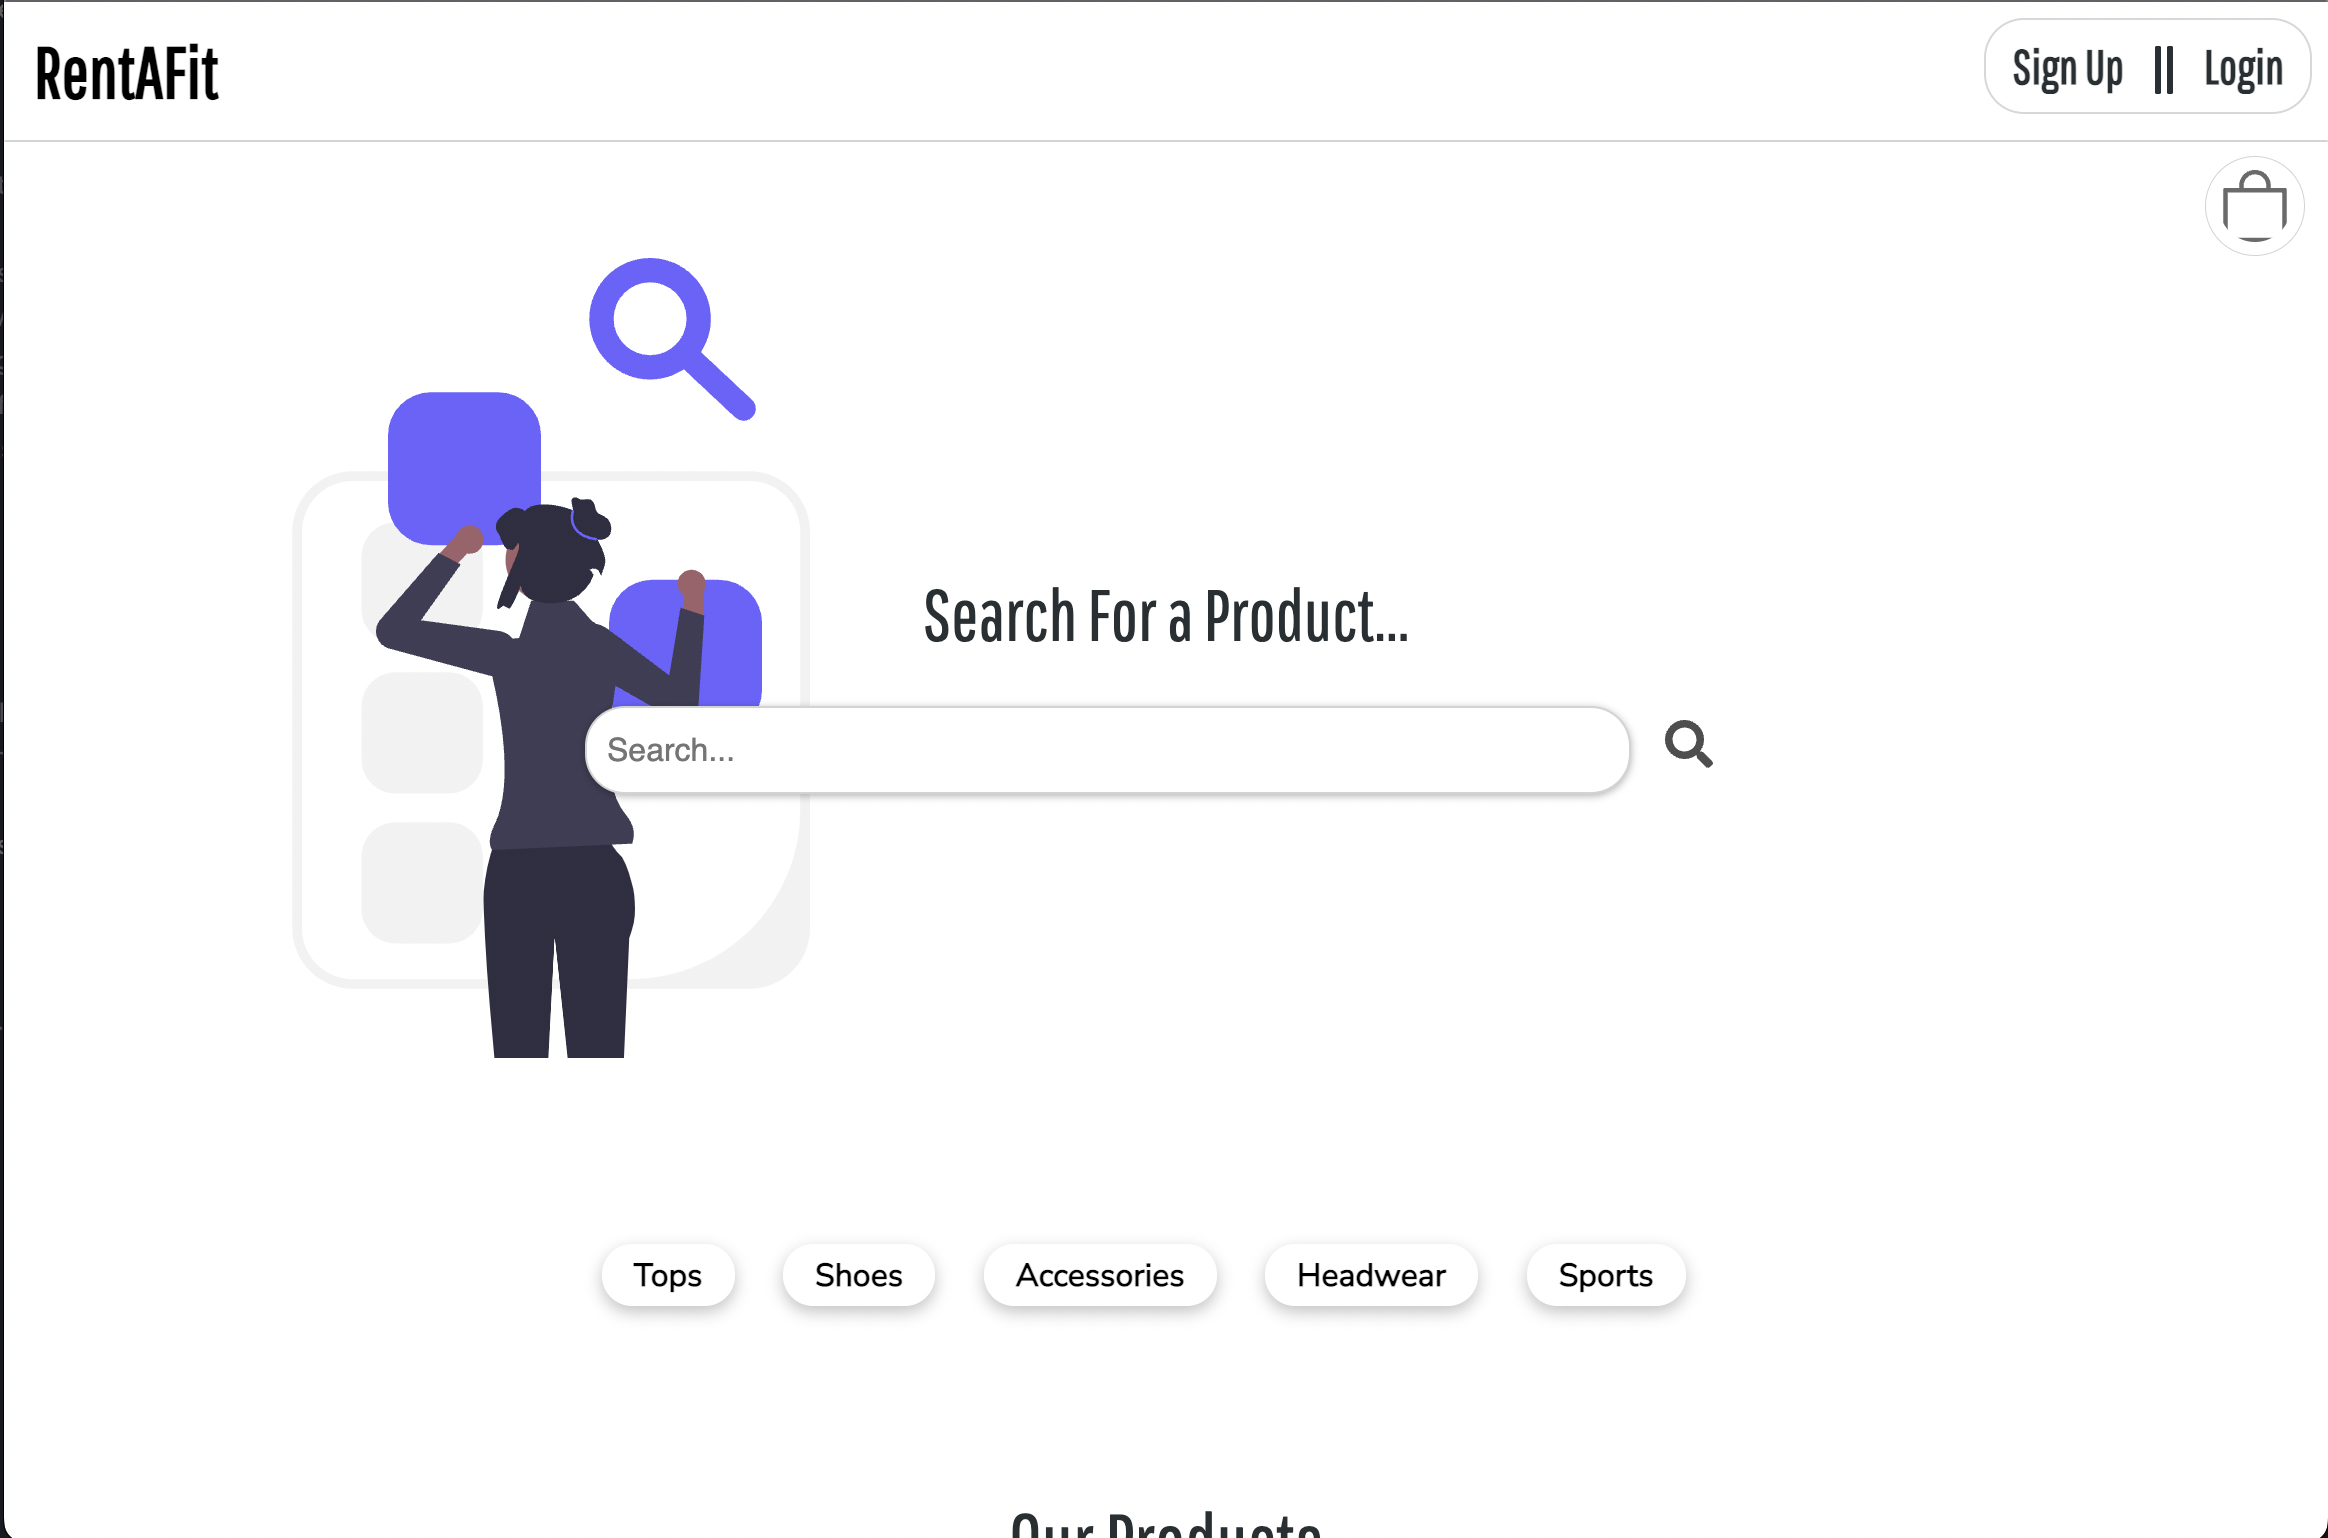 RentAFit
Sign Up || Login
Search For a Product...
Search...
Tops Shoes Accessories Headwear Sports
Our Products